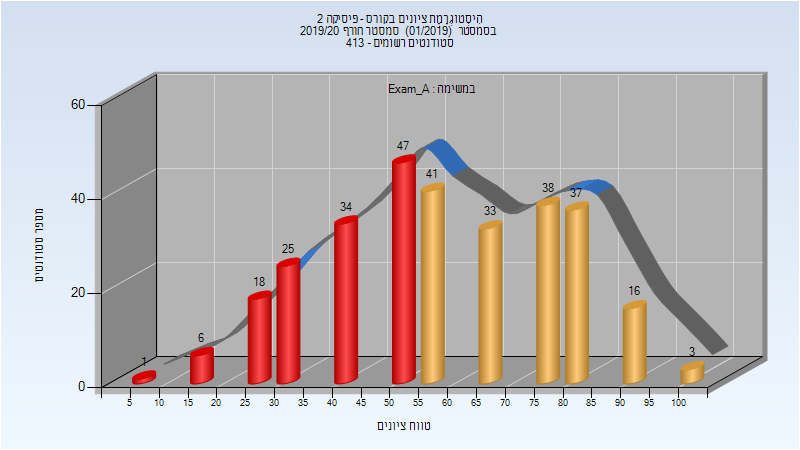 היסטוגרמת ציונים בקורס - פיסיקה 2
בסמסטר (01/2019) סמסטר חורף 2019/20
סטודנטים רשומים - 413
במשימה : Exam_A
מספר סטודנטים
60
40
20
0
1
6
18
25
34
47
41
33
38
37
16
3
5 10 15 20 25 30 35 40 45 50 55 60 65 70 75 80 85 90 95 100
טווח ציונים